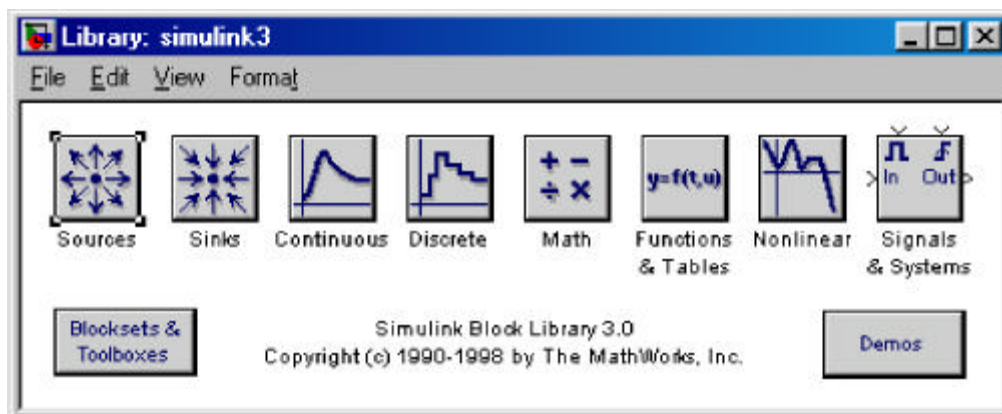 Library: simulink3
File Edit View Format
y=f(t,u)
In Out
Sources Sinks Continuous Discrete Math Functions & Tables Nonlinear Signals & Systems
Blocksets & Toolboxes
Simulink Block Library 3.0
Copyright (c) 1990-1998 by The MathWorks, Inc.
Demos